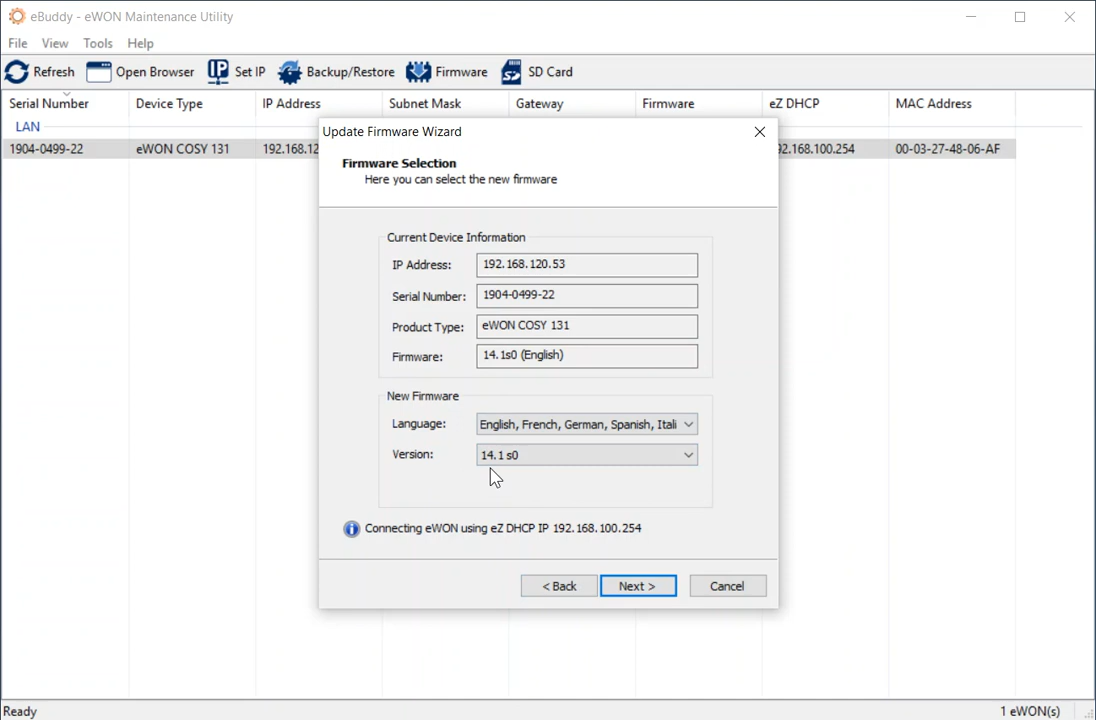 eBuddy - eWON Maintenance Utility
File View Tools Help
Refresh Open Browser Set IP Backup/Restore Firmware SD Card
Serial Number Device Type IP Address Subnet Mask Gateway Firmware eZ DHCP MAC Address
LAN
1904-0499-22 eWON COSY 131 192.168.12 92.168.100.254 00-03-27-48-06-AF
Update Firmware Wizard
Firmware Selection
Here you can select the new firmware
Current Device Information
IP Address: 192.168.120.53
Serial Number: 1904-0499-22
Product Type: eWON COSY 131
Firmware: 14.1s0 (English)
New Firmware
Language: English, French, German, Spanish, Itali
Version: 14.1 s0
Connecting eWON using eZ DHCP IP 192.168.100.254
< Back Next > Cancel
Ready 1 eWON(s)